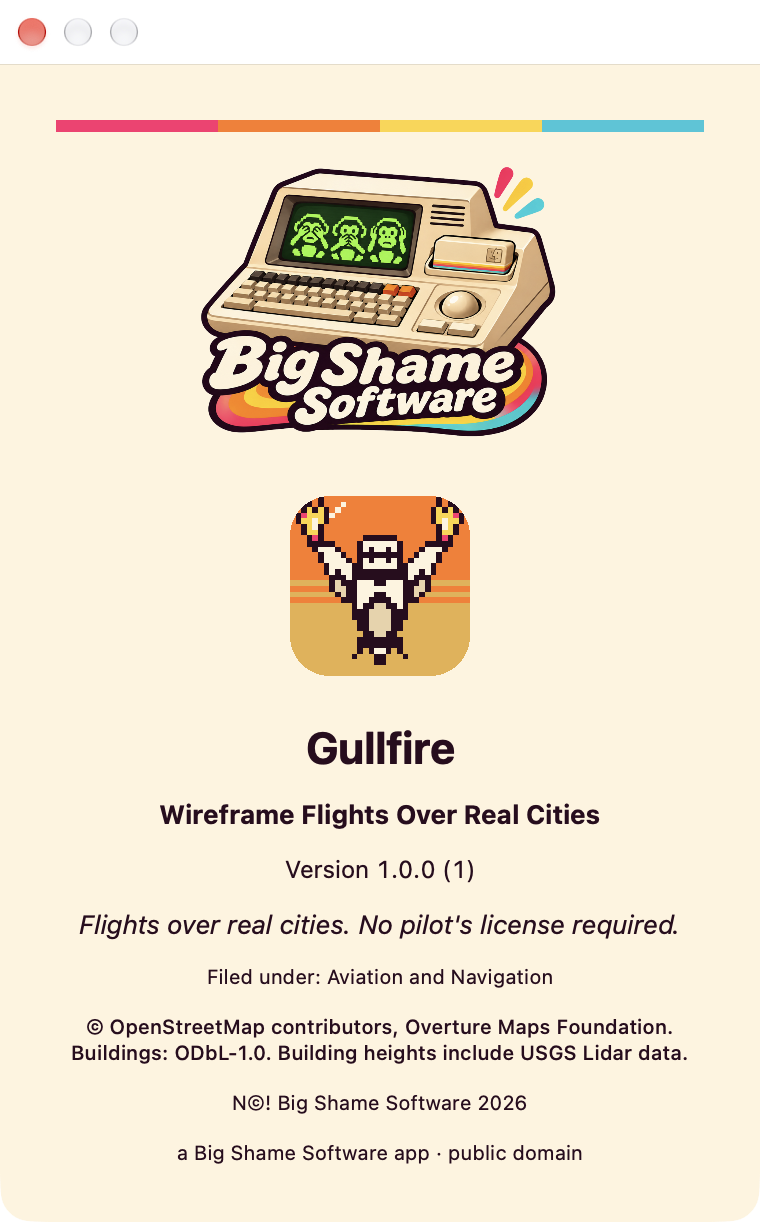 Big Shame
Software
Gullfire
Wireframe Flights Over Real Cities
Version 1.0.0 (1)
Flights over real cities. No pilot's license required.
Filed under: Aviation and Navigation
© OpenStreetMap contributors, Overture Maps Foundation.
Buildings: ODbL-1.0. Building heights include USGS Lidar data.
N©! Big Shame Software 2026
a Big Shame Software app · public domain